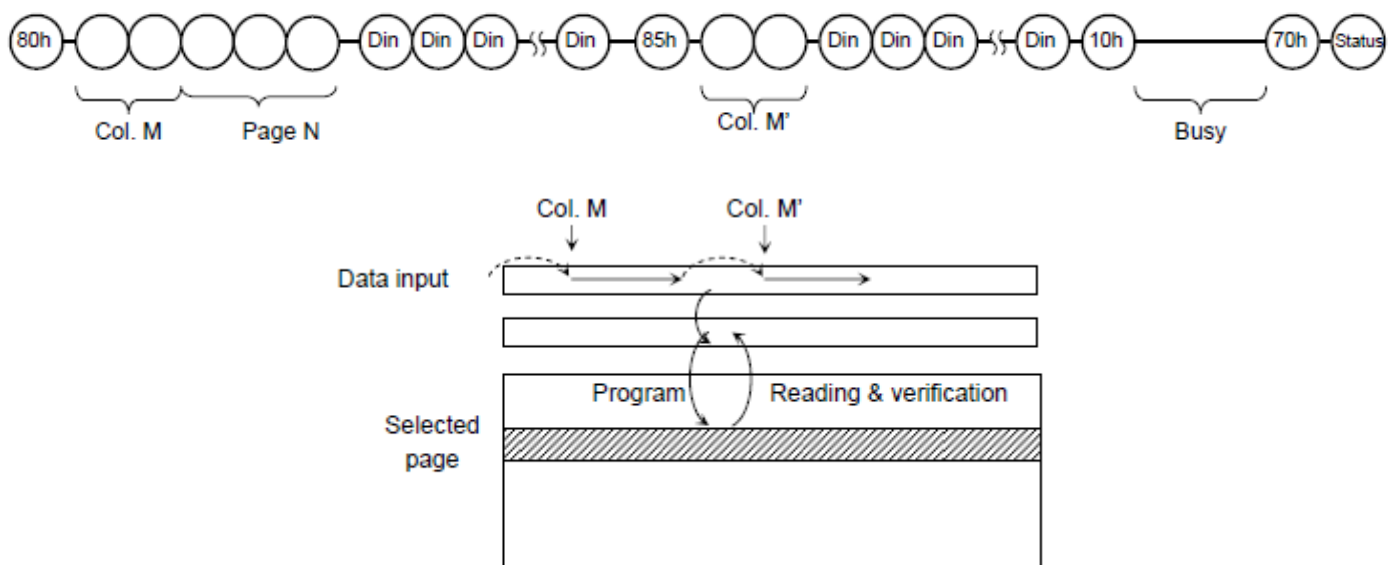 80h Din Din Din Din 85h Din Din Din Din 10h 70h Status
Col. M Page N Col. M' Busy
Col. M Col. M'
Data input
Program Reading & verification
Selected
page